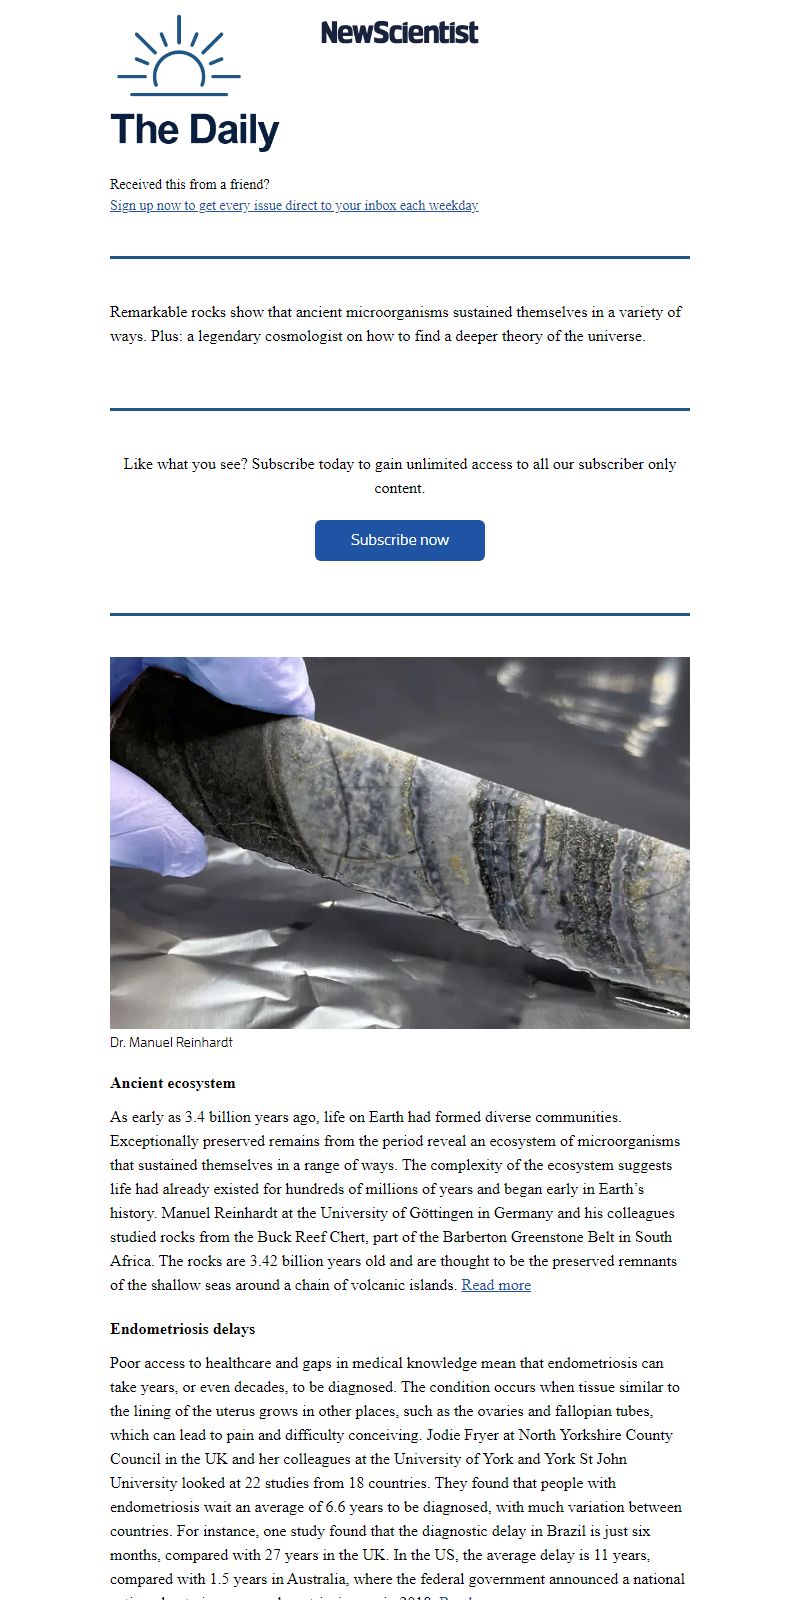 NewScientist
The Daily
Received this from a friend?
Sign up now to get every issue direct to your inbox each weekday
Remarkable rocks show that ancient microorganisms sustained themselves in a variety of
ways. Plus: a legendary cosmologist on how to find a deeper theory of the universe.
Like what you see? Subscribe today to gain unlimited access to all our subscriber only
content.
Subscribe now
Dr. Manuel Reinhardt
Ancient ecosystem
As early as 3.4 billion years ago, life on Earth had formed diverse communities.
Exceptionally preserved remains from the period reveal an ecosystem of microorganisms
that sustained themselves in a range of ways. The complexity of the ecosystem suggests
life had already existed for hundreds of millions of years and began early in Earth’s
history. Manuel Reinhardt at the University of Göttingen in Germany and his colleagues
studied rocks from the Buck Reef Chert, part of the Barberton Greenstone Belt in South
Africa. The rocks are 3.42 billion years old and are thought to be the preserved remnants
of the shallow seas around a chain of volcanic islands. Read more
Endometriosis delays
Poor access to healthcare and gaps in medical knowledge mean that endometriosis can
take years, or even decades, to be diagnosed. The condition occurs when tissue similar to
the lining of the uterus grows in other places, such as the ovaries and fallopian tubes,
which can lead to pain and difficulty conceiving. Jodie Fryer at North Yorkshire County
Council in the UK and her colleagues at the University of York and York St John
University looked at 22 studies from 18 countries. They found that people with
endometriosis wait an average of 6.6 years to be diagnosed, with much variation between
countries. For instance, one study found that the diagnostic delay in Brazil is just six
months, compared with 27 years in the UK. In the US, the average delay is 11 years,
compared with 1.5 years in Australia, where the federal government announced a national